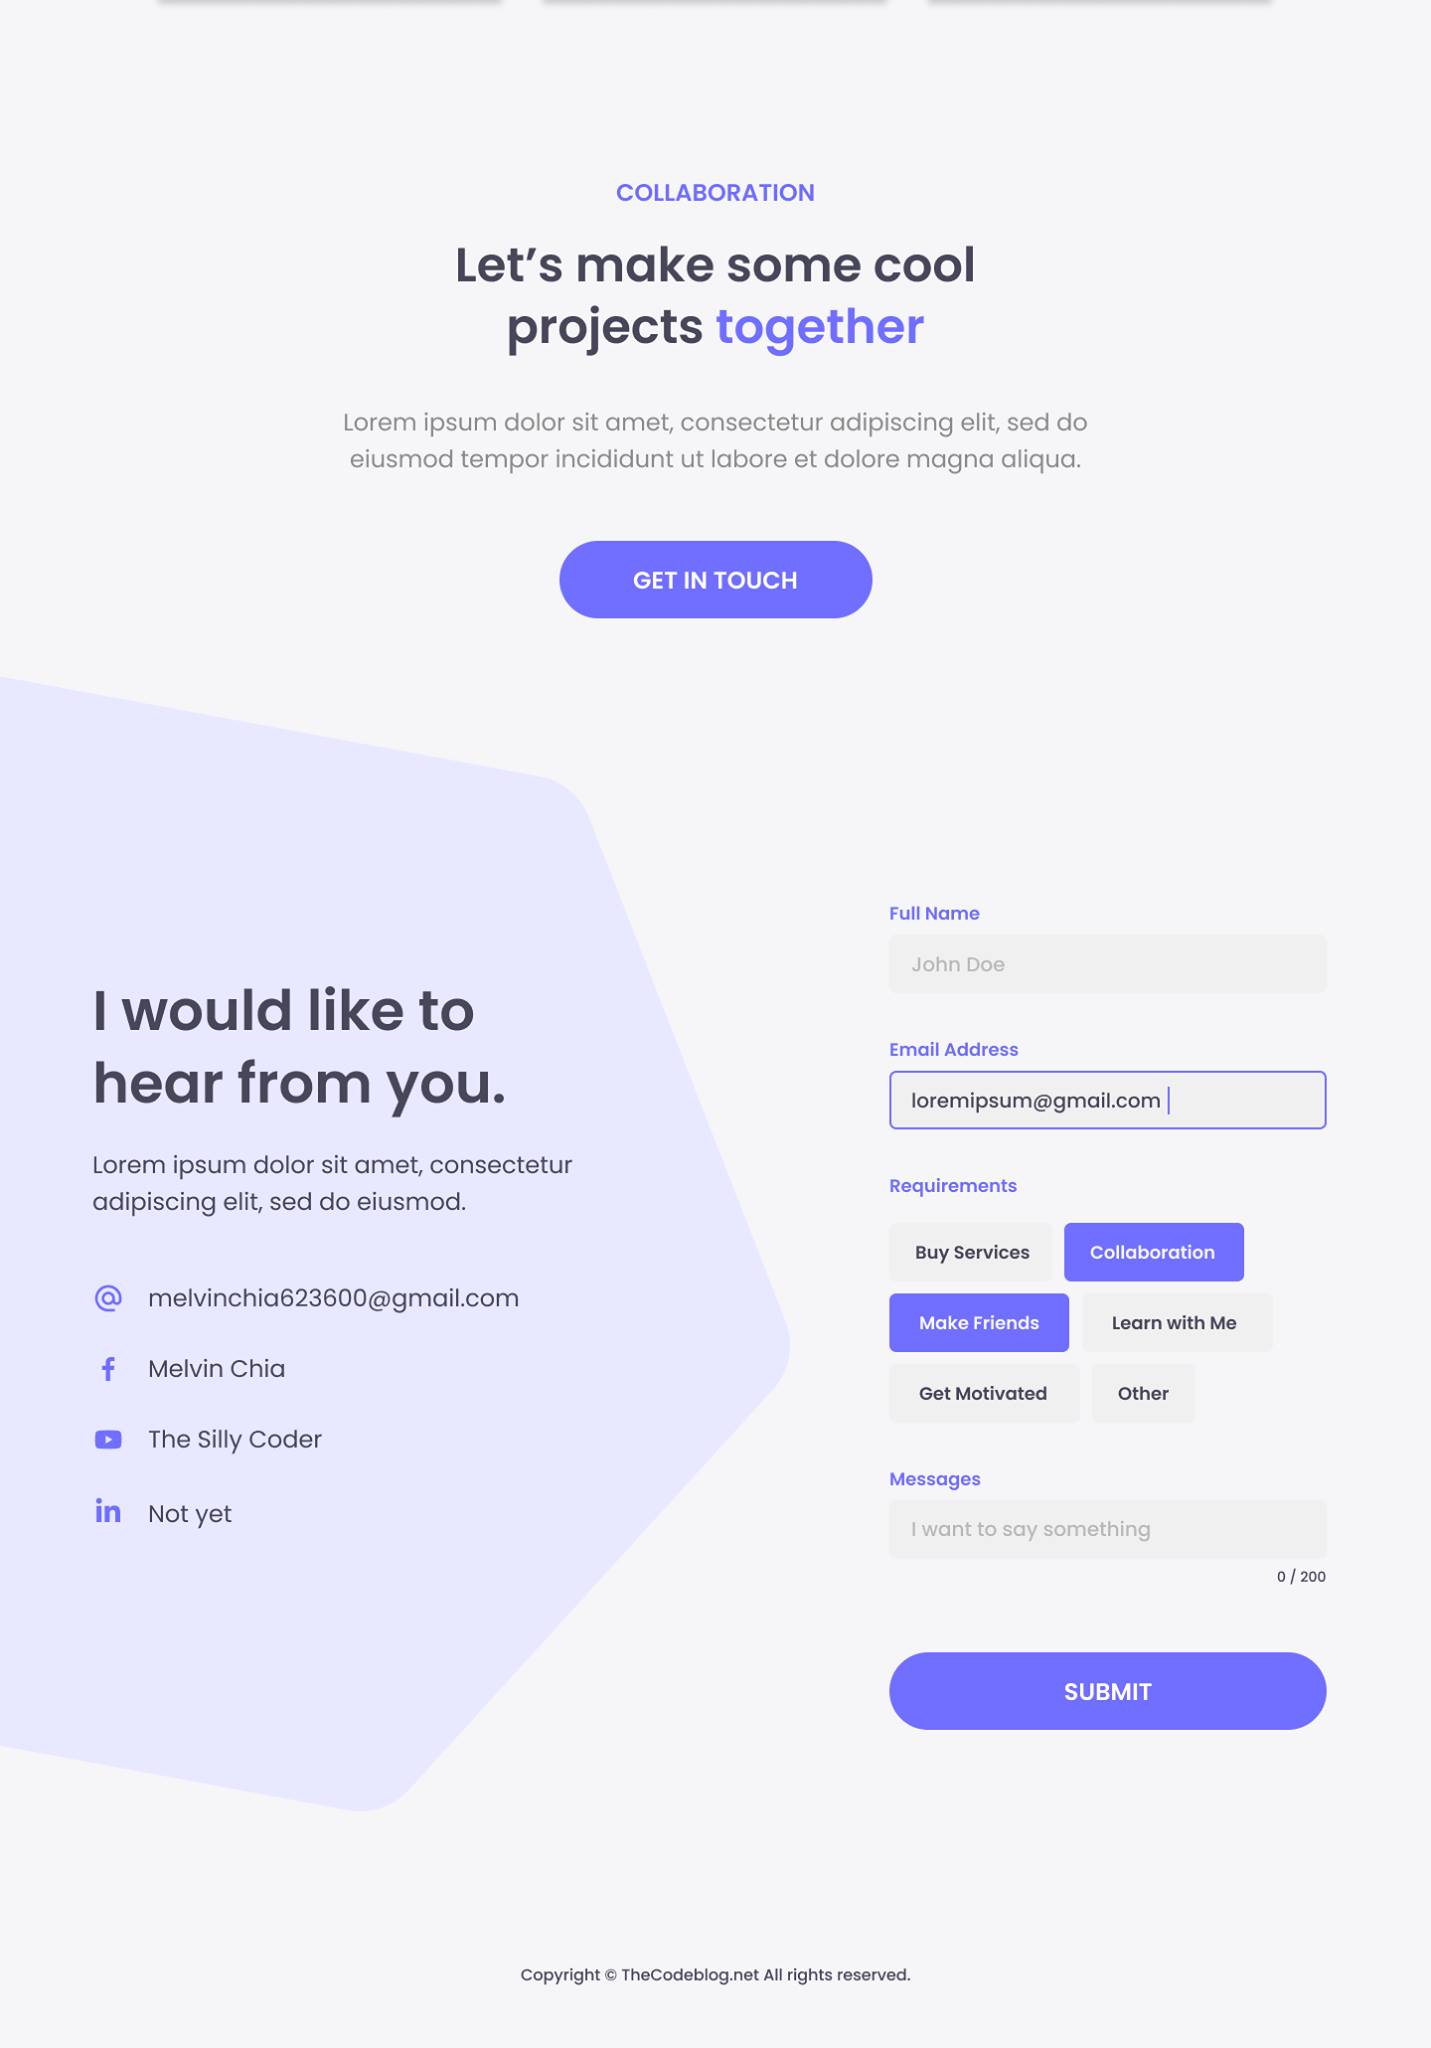 COLLABORATION
Let’s make some cool
projects together
Lorem ipsum dolor sit amet, consectetur adipiscing elit, sed do
eiusmod tempor incididunt ut labore et dolore magna aliqua.
GET IN TOUCH
I would like to
hear from you.
Lorem ipsum dolor sit amet, consectetur
adipiscing elit, sed do eiusmod.
melvinchia623600@gmail.com
Melvin Chia
The Silly Coder
in Not yet
Full Name
John Doe
Email Address
loremipsum@gmail.com
Requirements
Buy Services Collaboration
Make Friends Learn with Me
Get Motivated Other
Messages
I want to say something
0 / 200
SUBMIT
Copyright © TheCodeblog.net All rights reserved.